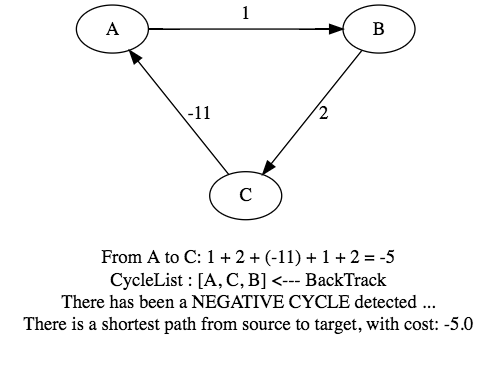 1
A
B
-11
2
C
From A to C: 1 + 2 + (-11) + 1 + 2 = -5
CycleList : [A, C, B] <--- BackTrack
There has been a NEGATIVE CYCLE detected ...
There is a shortest path from source to target, with cost: -5.0